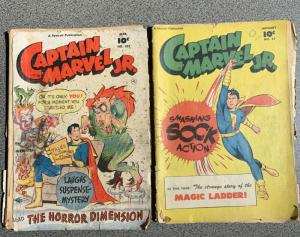 A Fawcett Publication
MAR.
10¢
CAPTAIN
MARVEL JR
OH IT'S ONLY YOU!
FOR A MOMENT YOU
STARTLED ME!
LAUGHS
SUSPENSE-
MYSTERY
THE HORROR DIMENSION
A Fawcett Publication
JANUARY
10¢
CAPTAIN
MARVEL JR
SMASHING
SOCK
ACTION
IN THIS ISSUE: The strange story of the
MAGIC LADDER!